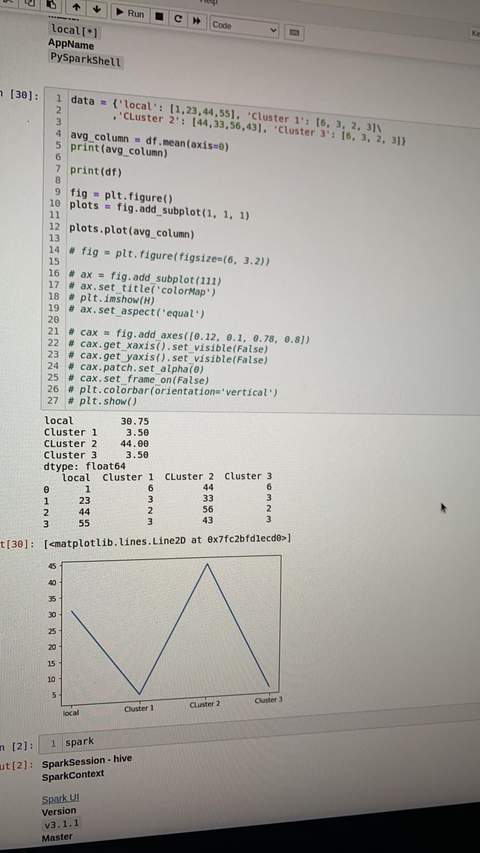 Run
Code
local[*]
AppName
PySparkShell
[30]:
1 data = {'local': [1,23,44,55], 'Cluster 1': [6, 3, 2, 3]\
2 ,'CLuster 2': [44,33,56,43], 'Cluster 3': [6, 3, 2, 3]}
3
4 avg_column = df.mean(axis=0)
5 print(avg_column)
6
7 print(df)
8
9 fig = plt.figure()
10 plots = fig.add_subplot(1, 1, 1)
11
12 plots.plot(avg_column)
13
14 # fig = plt.figure(figsize=(6, 3.2))
15
16 # ax = fig.add_subplot(111)
17 # ax.set_title('colorMap')
18 # plt.imshow(H)
19 # ax.set_aspect('equal')
20
21 # cax = fig.add_axes([0.12, 0.1, 0.78, 0.8])
22 # cax.get_xaxis().set_visible(False)
23 # cax.get_yaxis().set_visible(False)
24 # cax.patch.set_alpha(0)
25 # cax.set_frame_on(False)
26 # plt.colorbar(orientation='vertical')
27 # plt.show()
local 30.75
Cluster 1 3.50
CLuster 2 44.00
Cluster 3 3.50
dtype: float64
local Cluster 1 CLuster 2 Cluster 3
0 1 6 44 6
1 23 3 33 3
2 44 2 56 2
3 55 3 43 3
t[30]: [<matplotlib.lines.Line2D at 0x7fc2bfd1ecd0>]
45
40
35
30
25
20
15
10
5
local Cluster 1 CLuster 2 Cluster 3
n [2]: 1 spark
ut[2]: SparkSession - hive
SparkContext
Spark UI
Version
v3.1.1
Master